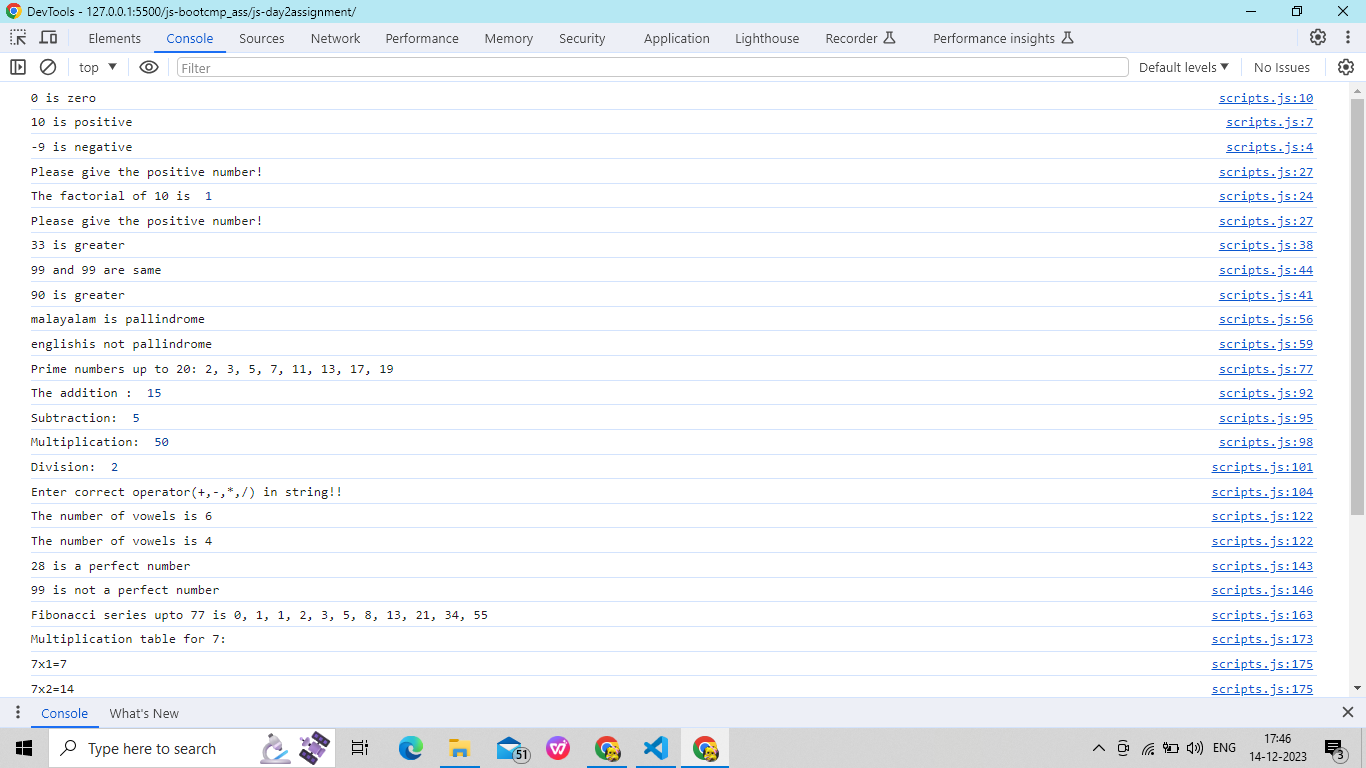 DevTools - 127.0.0.1:5500/js-bootcmp_ass/js-day2assignment/
Elements Console Sources Network Performance Memory Security Application Lighthouse Recorder Performance insights
top Filter Default levels No Issues
0 is zero scripts.js:10
10 is positive scripts.js:7
-9 is negative scripts.js:4
Please give the positive number! scripts.js:27
The factorial of 10 is  1 scripts.js:24
Please give the positive number! scripts.js:27
33 is greater scripts.js:38
99 and 99 are same scripts.js:44
90 is greater scripts.js:41
malayalam is pallindrome scripts.js:56
englishis not pallindrome scripts.js:59
Prime numbers up to 20: 2, 3, 5, 7, 11, 13, 17, 19 scripts.js:77
The addition :  15 scripts.js:92
Subtraction:  5 scripts.js:95
Multiplication:  50 scripts.js:98
Division:  2 scripts.js:101
Enter correct operator(+,-,*,/) in string!! scripts.js:104
The number of vowels is 6 scripts.js:122
The number of vowels is 4 scripts.js:122
28 is a perfect number scripts.js:143
99 is not a perfect number scripts.js:146
Fibonacci series upto 77 is 0, 1, 1, 2, 3, 5, 8, 13, 21, 34, 55 scripts.js:163
Multiplication table for 7: scripts.js:173
7x1=7 scripts.js:175
7x2=14 scripts.js:175
Console What's New
Type here to search 51 ENG 17:46
14-12-2023 3